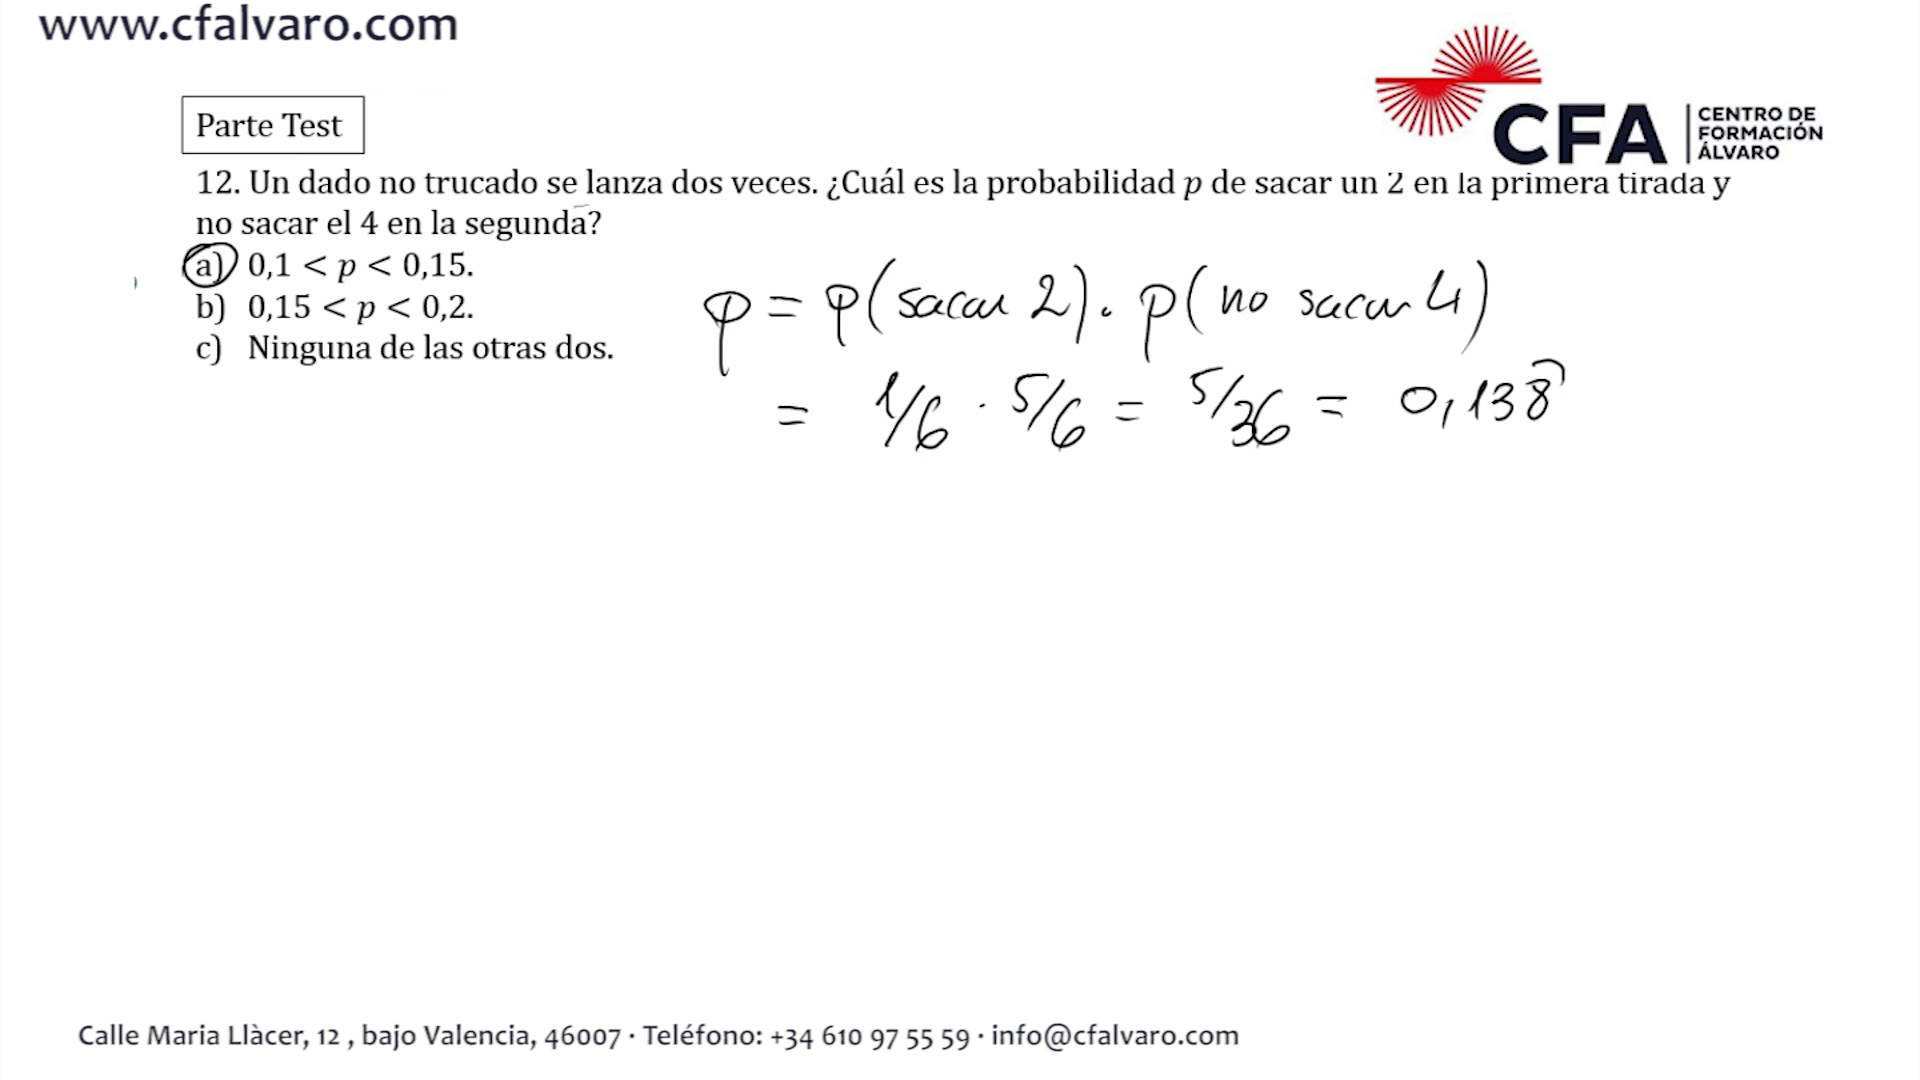 www.cfalvaro.com
CFA
CENTRO DE
FORMACIÓN
ÁLVARO
Parte Test
12. Un dado no trucado se lanza dos veces. ¿Cuál es la probabilidad p de sacar un 2 en la primera tirada y
no sacar el 4 en la segunda?
a) 0,1 < p < 0,15.
b) 0,15 < p < 0,2.
c) Ninguna de las otras dos.
p = p(sacar 2) · p(no sacar 4)
= 1/6 · 5/6 = 5/36 = 0,138̂
Calle Maria Llàcer, 12 , bajo Valencia, 46007 · Teléfono: +34 610 97 55 59 · info@cfalvaro.com